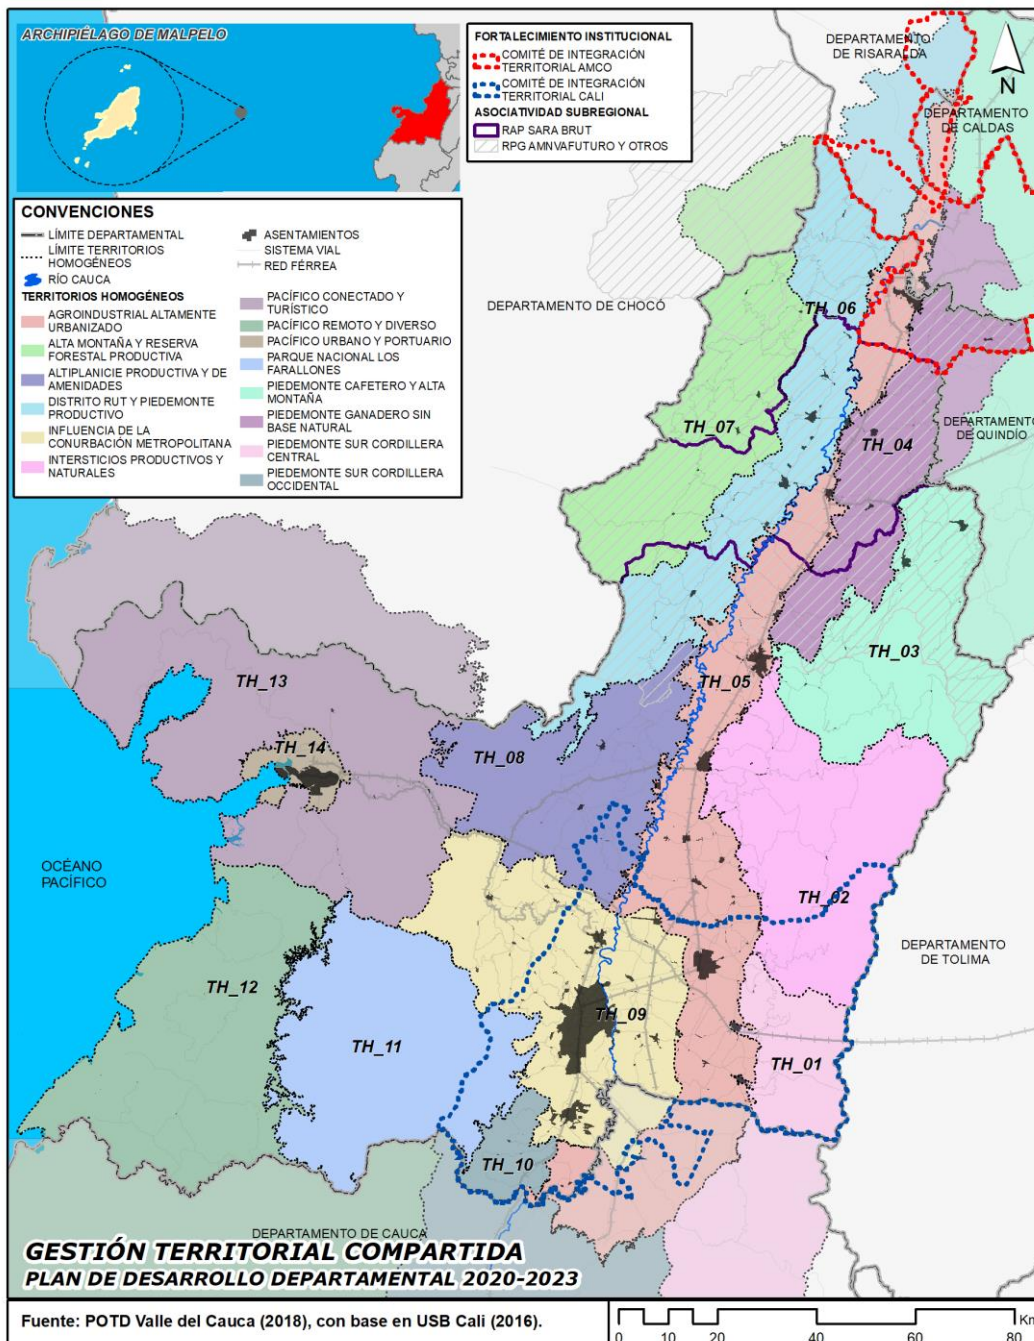 ARCHIPIÉLAGO DE MALPELO
FORTALECIMIENTO INSTITUCIONAL
COMITÉ DE INTEGRACIÓN
TERRITORIAL AMCO
COMITÉ DE INTEGRACIÓN
TERRITORIAL CALI
ASOCIATIVIDAD SUBREGIONAL
RAP SARA BRUT
RPG AMNVAFUTURO Y OTROS
DEPARTAMENTO
DE RISARALDA
N
DEPARTAMENTO
DE CALDAS
CONVENCIONES
LÍMITE DEPARTAMENTAL
LÍMITE TERRITORIOS
HOMOGÉNEOS
RÍO CAUCA
ASENTAMIENTOS
SISTEMA VIAL
RED FÉRREA
TERRITORIOS HOMOGÉNEOS
AGROINDUSTRIAL ALTAMENTE
URBANIZADO
ALTA MONTAÑA Y RESERVA
FORESTAL PRODUCTIVA
ALTIPLANICIE PRODUCTIVA Y DE
AMENIDADES
DISTRITO RUT Y PIEDEMONTE
PRODUCTIVO
INFLUENCIA DE LA
CONURBACIÓN METROPOLITANA
INTERSTICIOS PRODUCTIVOS Y
NATURALES
PACÍFICO CONECTADO Y
TURÍSTICO
PACÍFICO REMOTO Y DIVERSO
PACÍFICO URBANO Y PORTUARIO
PARQUE NACIONAL LOS
FARALLONES
PIEDEMONTE CAFETERO Y ALTA
MONTAÑA
PIEDEMONTE GANADERO SIN
BASE NATURAL
PIEDEMONTE SUR CORDILLERA
CENTRAL
PIEDEMONTE SUR CORDILLERA
OCCIDENTAL
DEPARTAMENTO DE CHOCÓ
TH_06
TH_07
TH_04
DEPARTAMENTO
DE QUINDÍO
TH_03
TH_13
TH_05
TH_14
TH_08
OCÉANO
PACÍFICO
TH_02
DEPARTAMENTO
DE TOLIMA
TH_12
TH_09
TH_11
TH_01
TH_10
DEPARTAMENTO DE CAUCA
GESTIÓN TERRITORIAL COMPARTIDA
PLAN DE DESARROLLO DEPARTAMENTAL 2020-2023
Fuente: POTD Valle del Cauca (2018), con base en USB Cali (2016).
Km
0 10 20 40 60 80